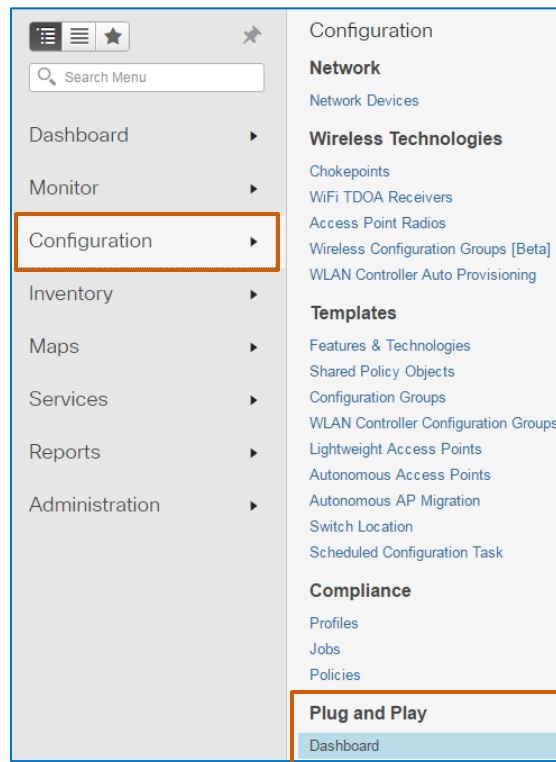 Search Menu
Dashboard
Monitor
Configuration
Inventory
Maps
Services
Reports
Administration
Configuration
Network
Network Devices
Wireless Technologies
Chokepoints
WiFi TDOA Receivers
Access Point Radios
Wireless Configuration Groups [Beta]
WLAN Controller Auto Provisioning
Templates
Features & Technologies
Shared Policy Objects
Configuration Groups
WLAN Controller Configuration Groups
Lightweight Access Points
Autonomous Access Points
Autonomous AP Migration
Switch Location
Scheduled Configuration Task
Compliance
Profiles
Jobs
Policies
Plug and Play
Dashboard